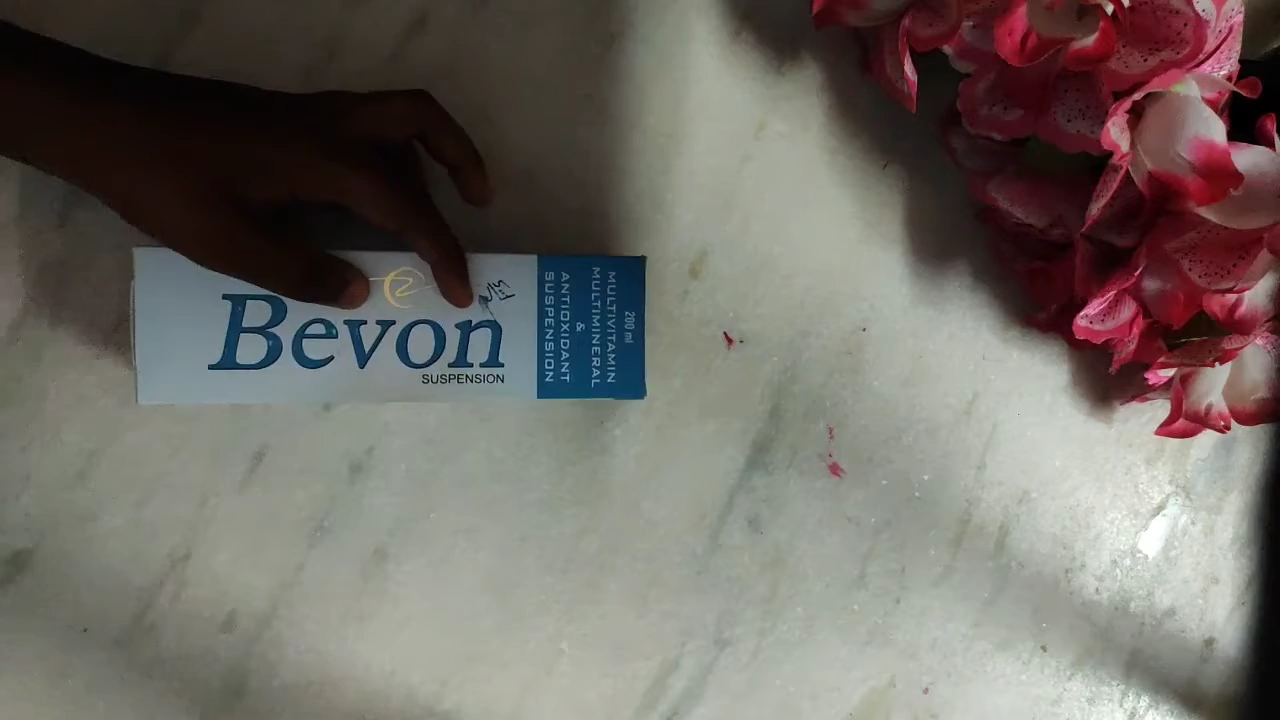 Bevon
SUSPENSION
200 ml
MULTIVITAMIN
MULTIMINERAL
&
ANTIOXIDANT
SUSPENSION